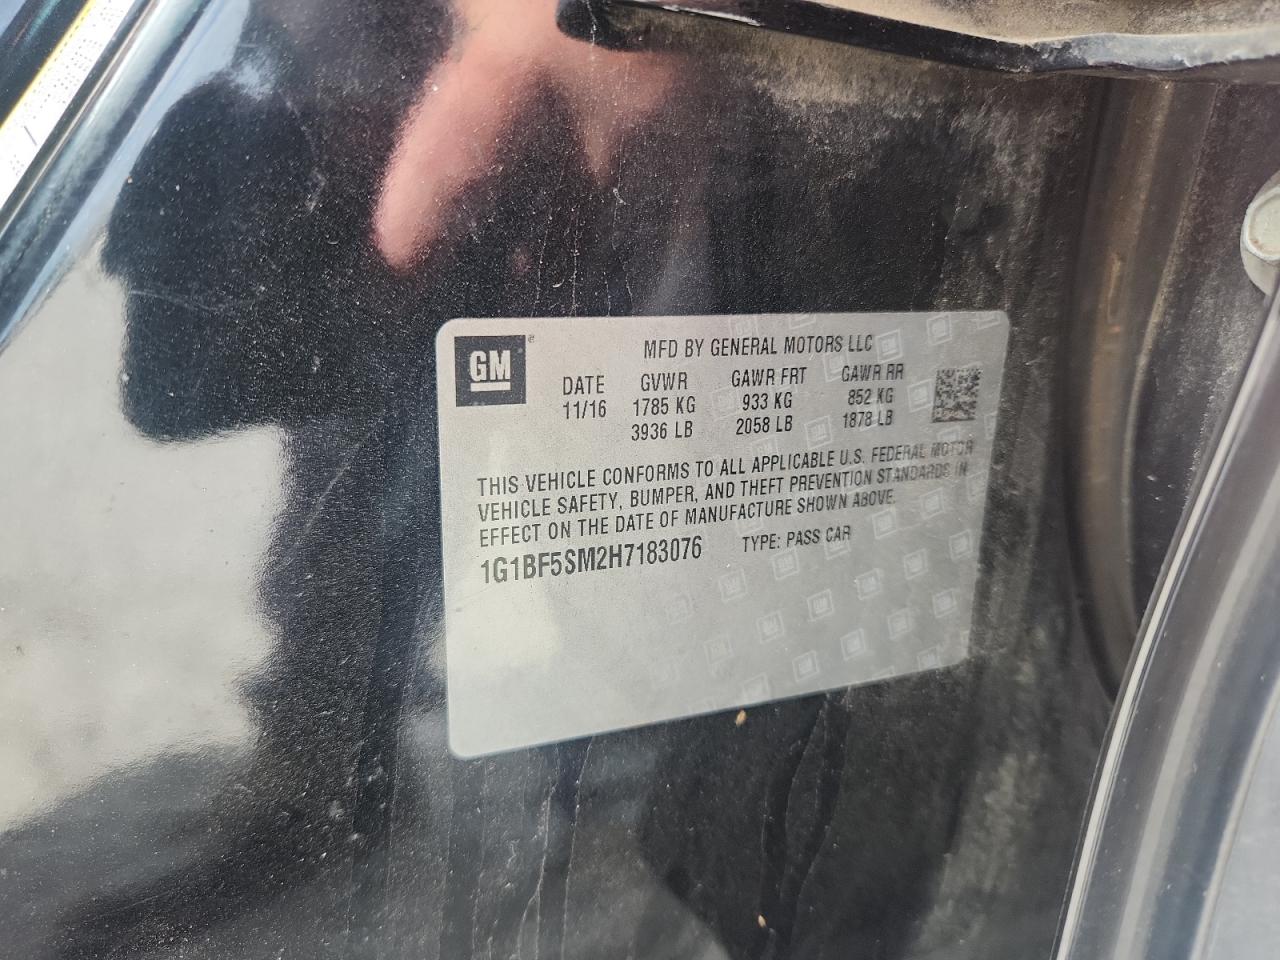 GM
MFD BY GENERAL MOTORS LLC
DATE GVWR GAWR FRT GAWR RR
11/16 1785 KG 933 KG 852 KG
3936 LB 2058 LB 1878 LB
THIS VEHICLE CONFORMS TO ALL APPLICABLE U.S. FEDERAL MOTOR
VEHICLE SAFETY, BUMPER, AND THEFT PREVENTION STANDARDS IN
EFFECT ON THE DATE OF MANUFACTURE SHOWN ABOVE.
1G1BF5SM2H7183076 TYPE: PASS CAR